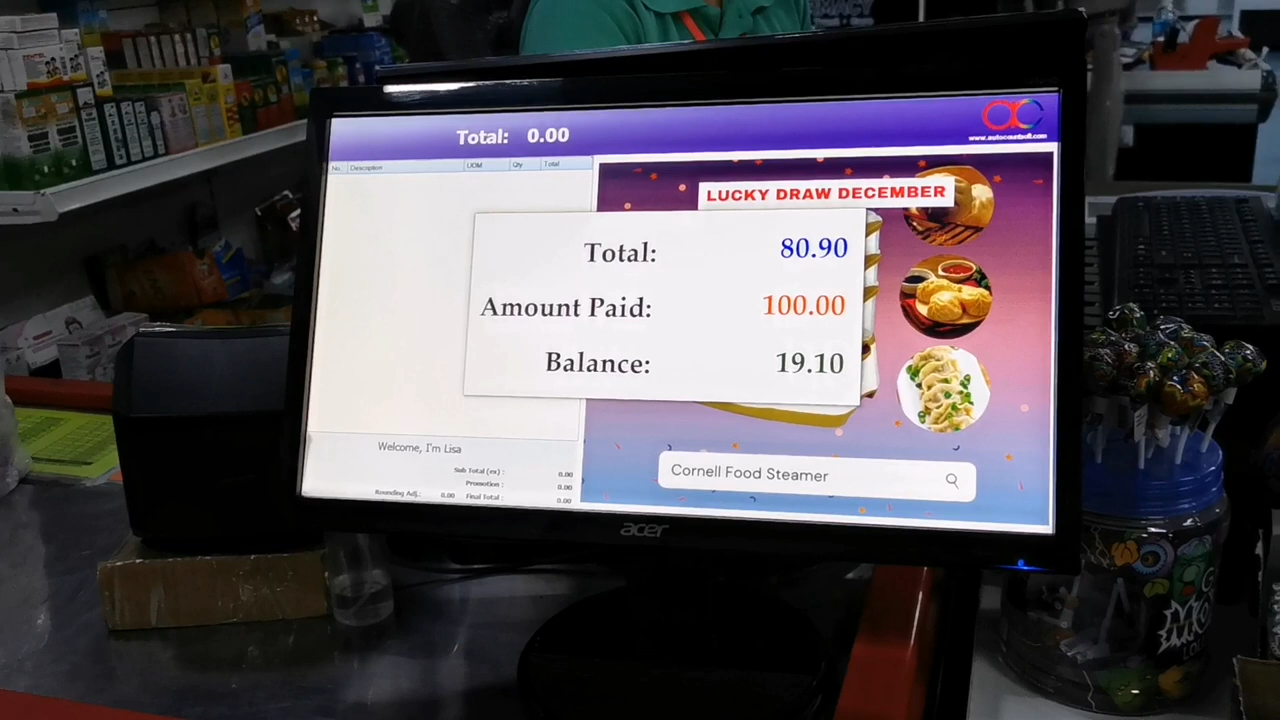 Total: 0.00
ac
www.autocountsoft.com
No. Description UOM Qty Total
LUCKY DRAW DECEMBER
Total: 80.90
Amount Paid: 100.00
Balance: 19.10
Welcome, I'm Lisa
Sub Total (ex) : 0.00
Promotion : 0.00
Rounding Adj.: 0.00 Final Total : 0.00
Cornell Food Steamer
acer